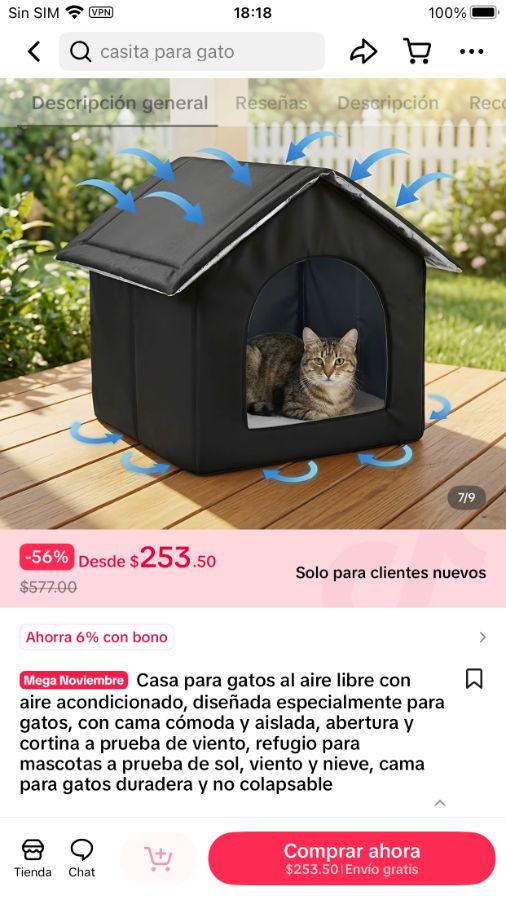 Sin SIM VPN 18:18 100%
casita para gato
Descripción general Reseñas Descripción Reco
7/9
-56% Desde $253.50
$577.00
Solo para clientes nuevos
Ahorra 6% con bono
Mega Noviembre Casa para gatos al aire libre con
aire acondicionado, diseñada especialmente para
gatos, con cama cómoda y aislada, abertura y
cortina a prueba de viento, refugio para
mascotas a prueba de sol, viento y nieve, cama
para gatos duradera y no colapsable
Tienda Chat
Comprar ahora
$253.50 | Envío gratis